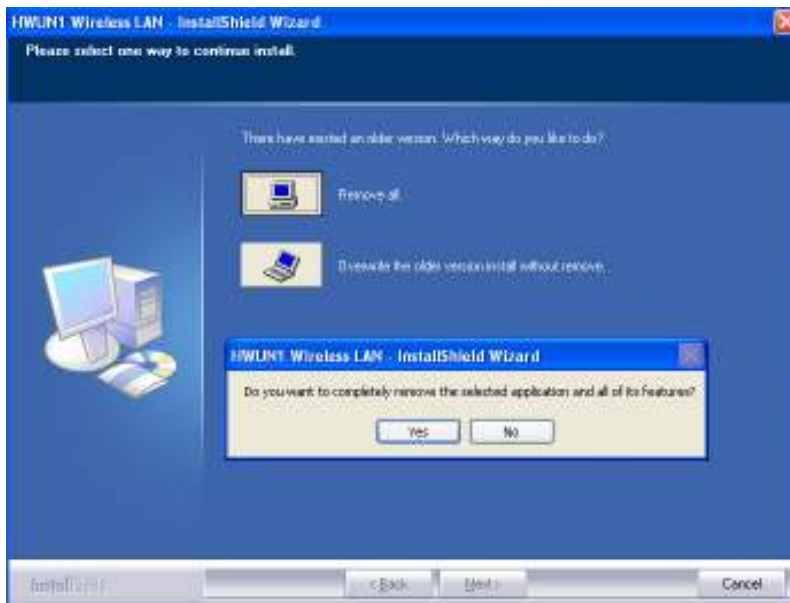 HWUN1 Wireless LAN - InstallShield Wizard
Please select one way to continue install.
There have existed an older version. Which way do you like to do?
Remove all.
Overwrite the older version install without remove.
HWUN1 Wireless LAN - InstallShield Wizard
Do you want to completely remove the selected application and all of its features?
Yes No
InstallShield
< Back Next > Cancel